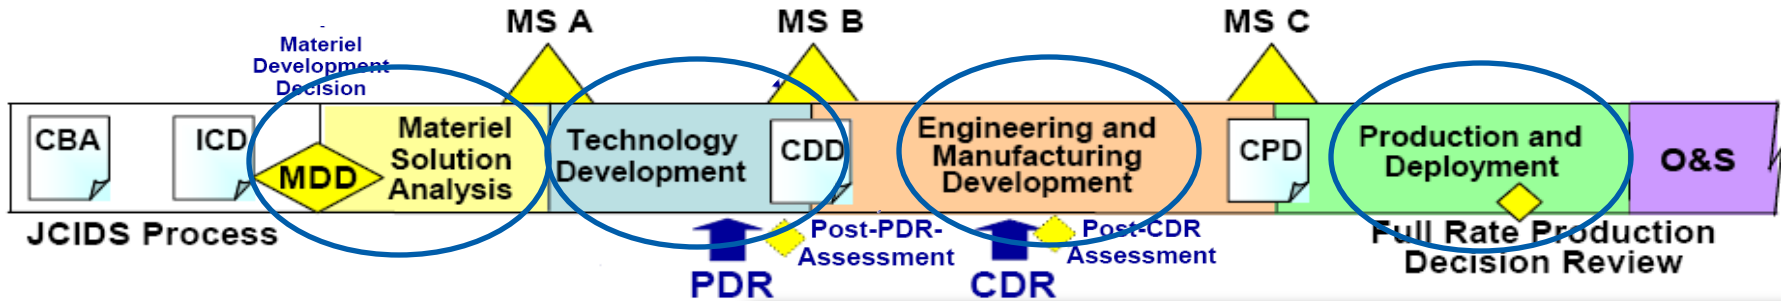 MS A
MS B
MS C
Materiel
Development
Decision
CBA
ICD
MDD
Materiel
Solution
Analysis
Technology
Development
CDD
Engineering and
Manufacturing
Development
CPD
Production and
Deployment
O&S
JCIDS Process
PDR
Post-PDR-
Assessment
CDR
Post-CDR
Assessment
Full Rate Production
Decision Review